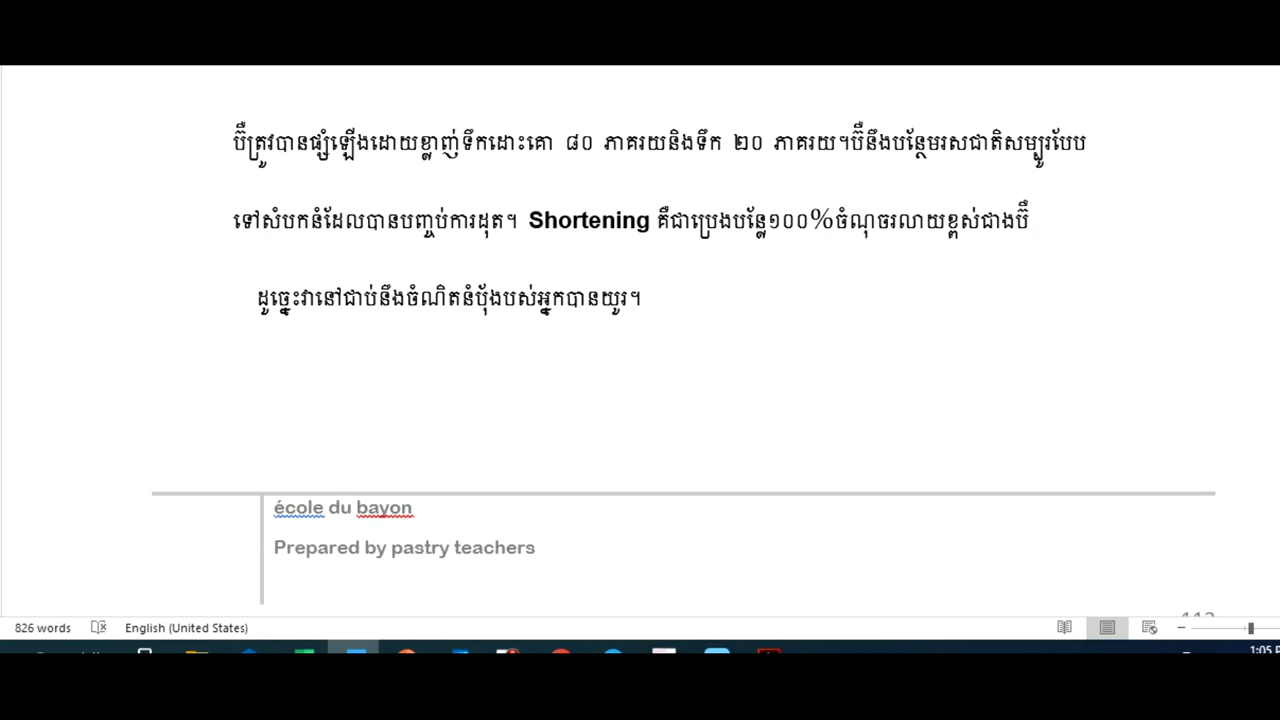 ប៊ឺត្រូវបានផ្សំឡើងដោយខ្លាញ់ទឹកដោះគោ ៨០ ភាគរយនិងទឹក ២០ ភាគរយ។ប៊ឺនឹងបន្ថែមរសជាតិសម្បូរបែប
ទៅសំបកនំដែលបានបញ្ចប់ការដុត។ Shortening គឺជាប្រេងបន្លែ១០០%ចំណុចរលាយខ្ពស់ជាងប៊ឺ
ដូច្នេះវានៅជាប់នឹងចំណិតនំប៉័ងបស់អ្នកបានយូរ។
école du bayon
Prepared by pastry teachers
826 words English (United States)
1:05